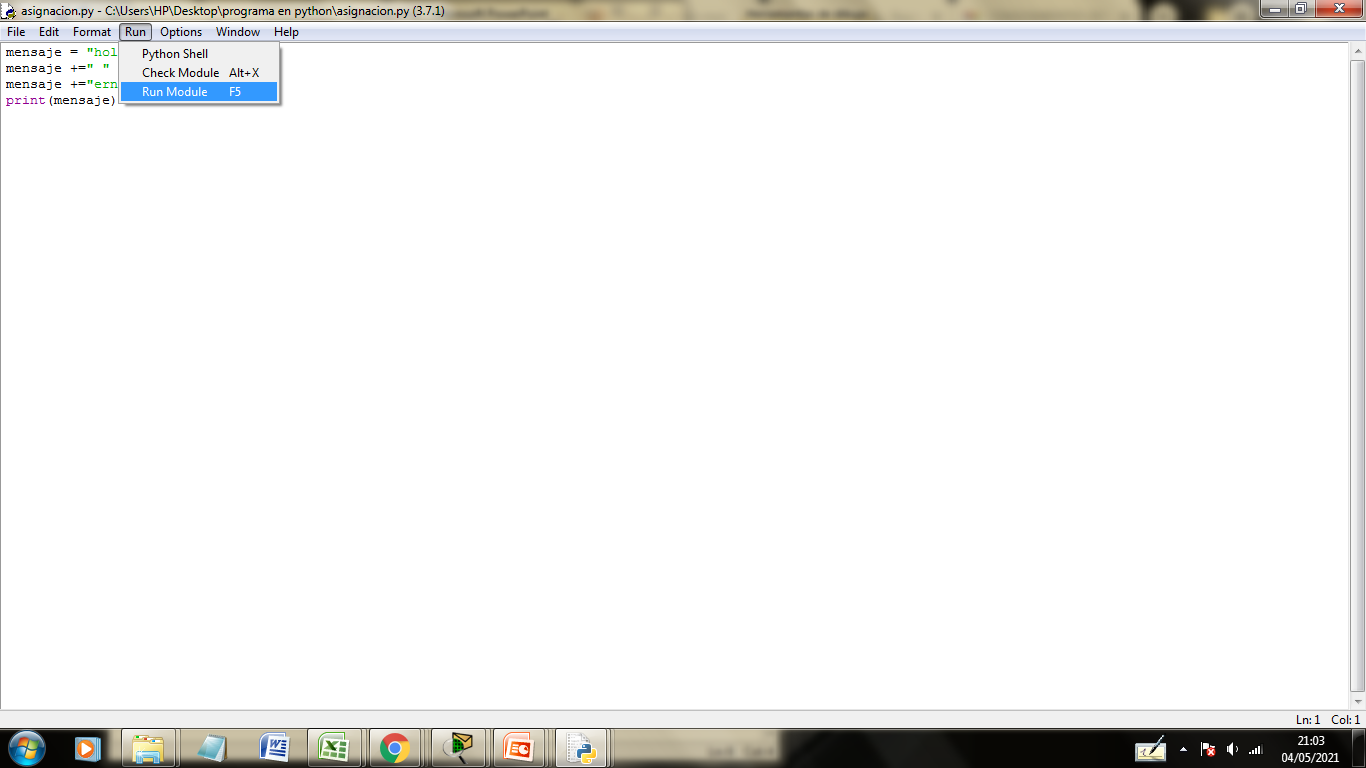 asignacion.py - C:\Users\HP\Desktop\programa en python\asignacion.py (3.7.1)
File Edit Format Run Options Window Help
mensaje = "hol
mensaje +=" "
mensaje +="ern
print(mensaje)
Python Shell
Check Module Alt+X
Run Module F5
Ln: 1 Col: 1
21:03
04/05/2021